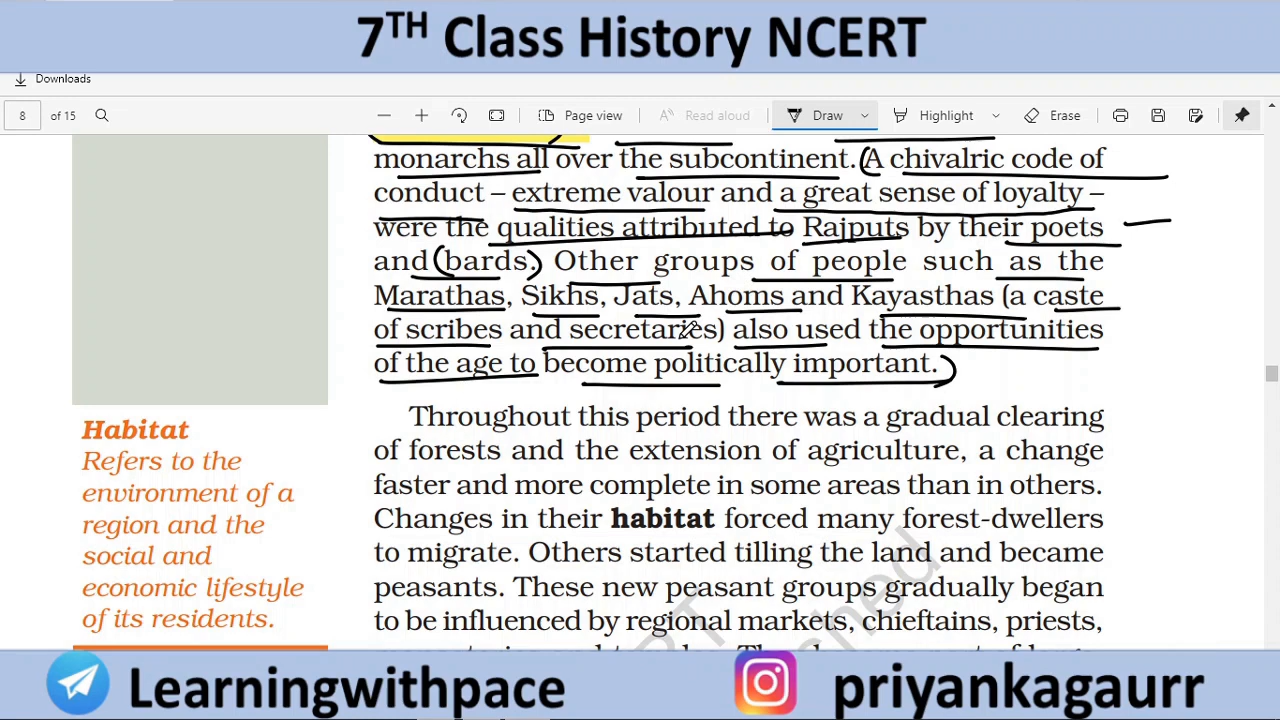 7TH Class History NCERT
Downloads
8 of 15 Page view Read aloud Draw Highlight Erase
monarchs all over the subcontinent. A chivalric code of
conduct – extreme valour and a great sense of loyalty –
were the qualities attributed to Rajputs by their poets
and bards. Other groups of people such as the
Marathas, Sikhs, Jats, Ahoms and Kayasthas (a caste
of scribes and secretaries) also used the opportunities
of the age to become politically important.
Throughout this period there was a gradual clearing
of forests and the extension of agriculture, a change
faster and more complete in some areas than in others.
Changes in their habitat forced many forest-dwellers
to migrate. Others started tilling the land and became
peasants. These new peasant groups gradually began
to be influenced by regional markets, chieftains, priests,
Habitat
Refers to the
environment of a
region and the
social and
economic lifestyle
of its residents.
Learningwithpace priyankagaurr